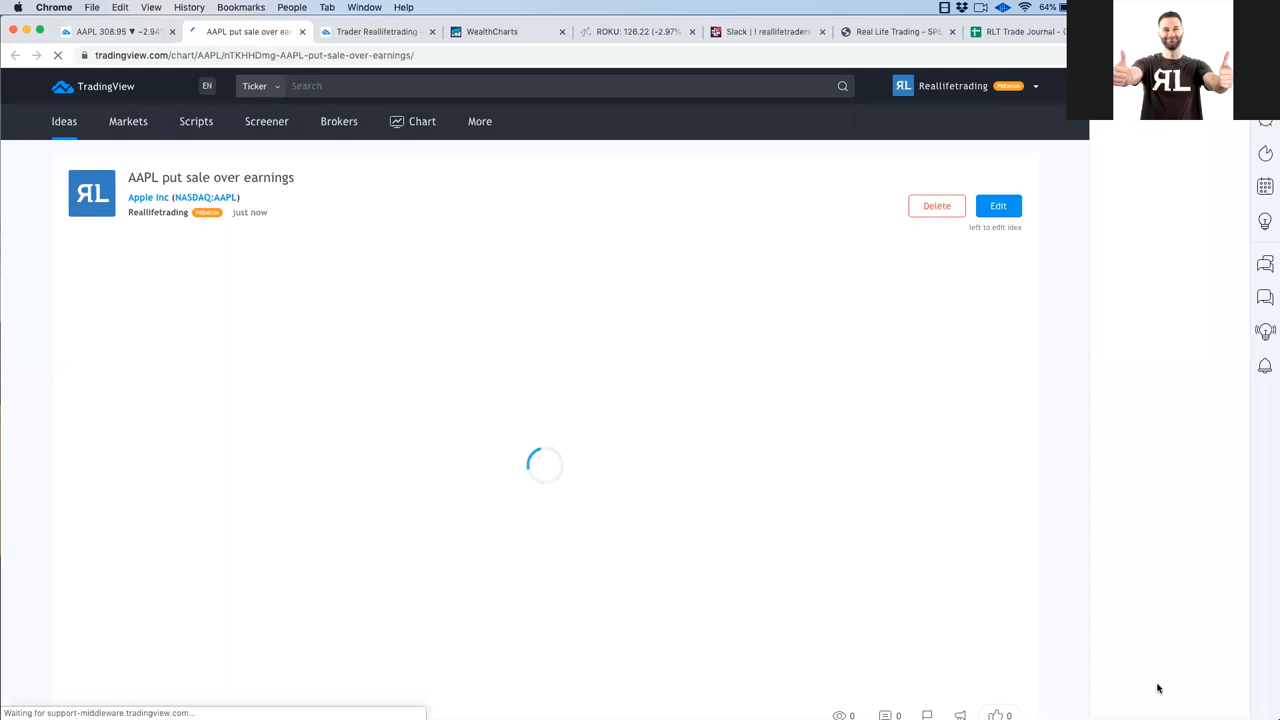 Chrome File Edit View History Bookmarks People Tab Window Help 64%
AAPL 308.95 ▼ −2.94% AAPL put sale over ear Trader Reallifetrading - WealthCharts ROKU: 126.22 (-2.97% Slack | ! reallifetraders Real Life Trading - SPE RLT Trade Journal - G
tradingview.com/chart/AAPL/nTKHHDmg-AAPL-put-sale-over-earnings/
TradingView EN Ticker Search RL Reallifetrading PREMIUM
Ideas Markets Scripts Screener Brokers Chart More
RL
AAPL put sale over earnings
Apple Inc (NASDAQ:AAPL)
Reallifetrading PREMIUM just now
Delete Edit
left to edit idea
RL
0 0 0
Waiting for support-middleware.tradingview.com...